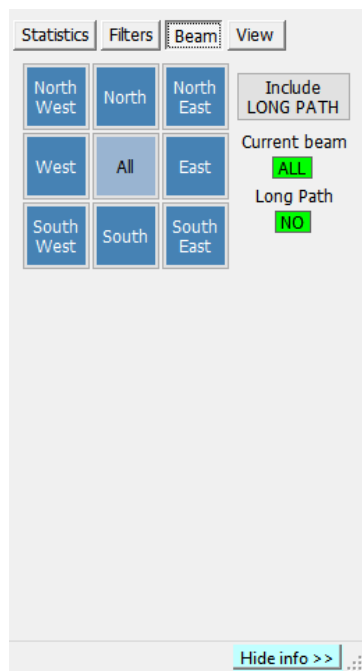 Statistics Filters Beam View
North West
North
North East
Include LONG PATH
West
All
East
Current beam
ALL
Long Path
NO
South West
South
South East
Hide info >>